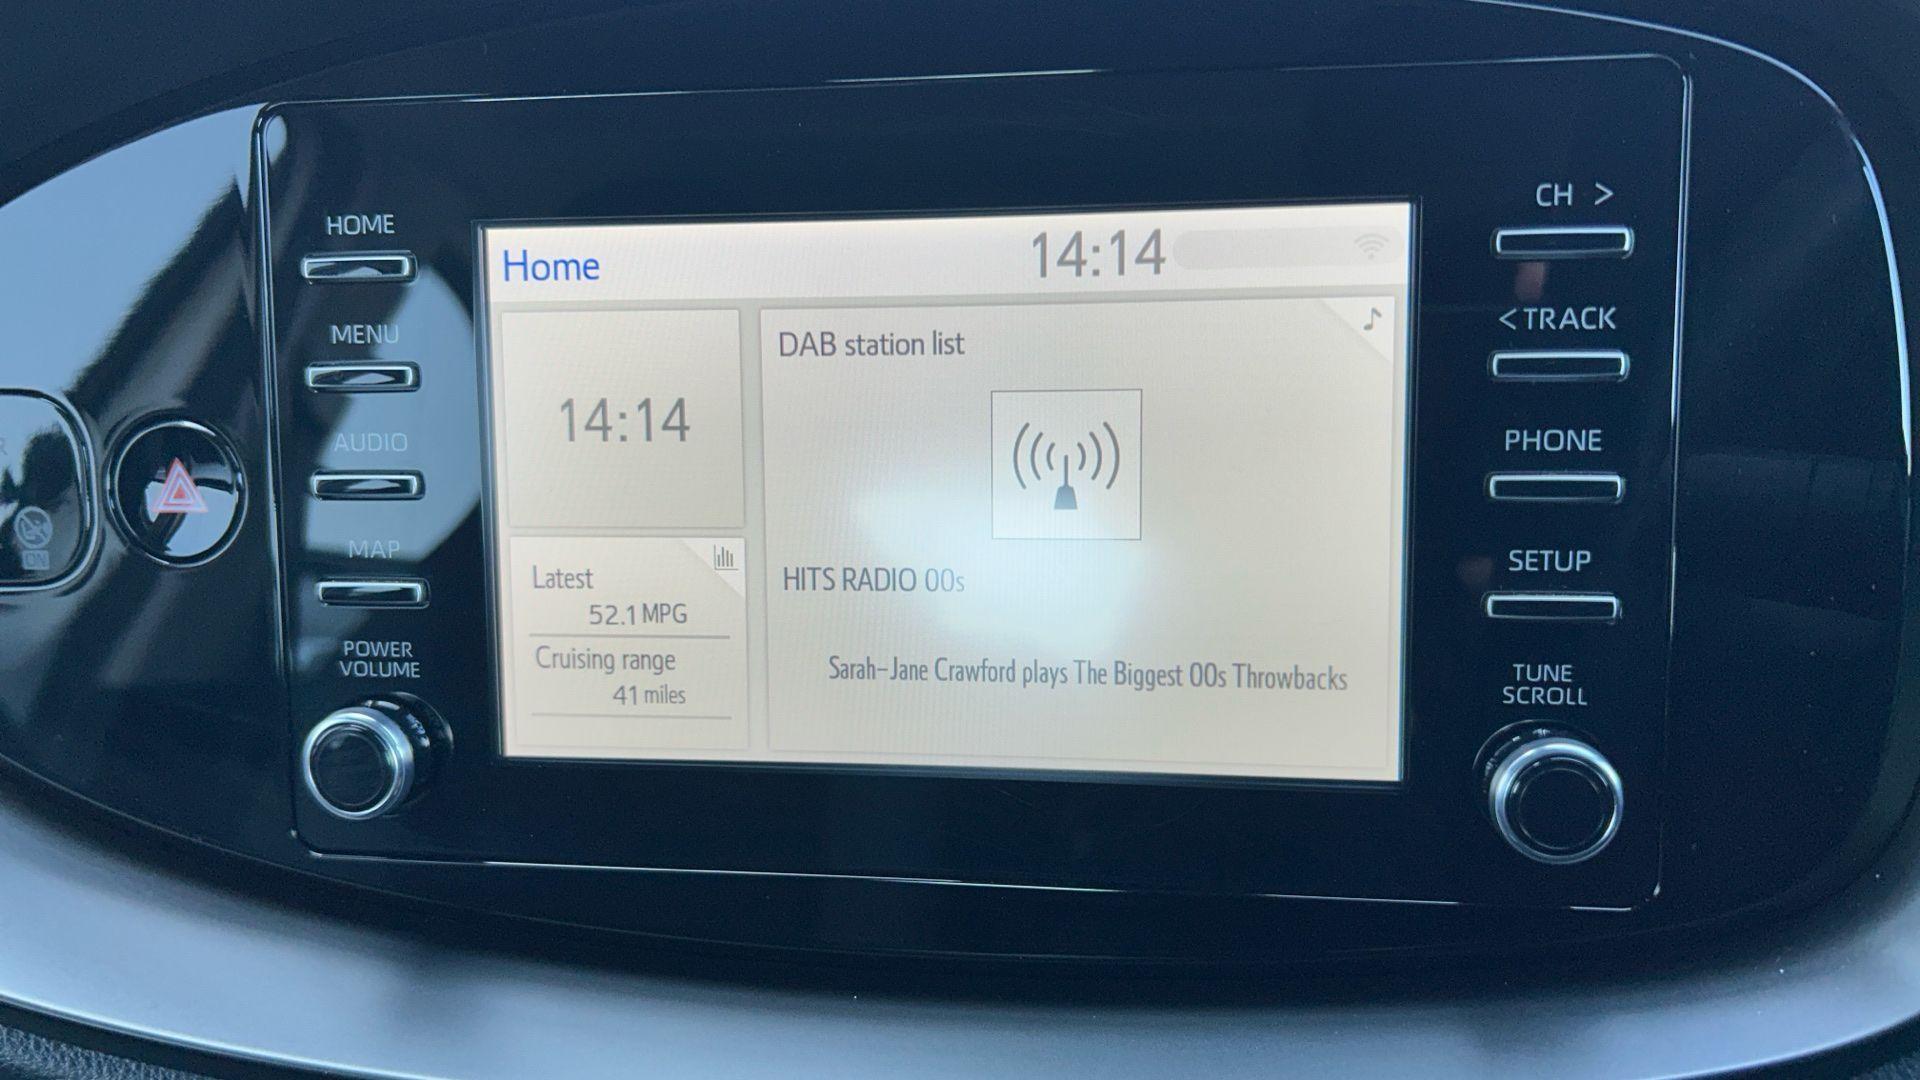 HOME
MENU
AUDIO
MAP
POWER
VOLUME
ON
Home
14:14
14:14
Latest
52.1 MPG
Cruising range
41 miles
DAB station list
HITS RADIO 00s
Sarah-Jane Crawford plays The Biggest 00s Throwbacks
CH >
< TRACK
PHONE
SETUP
TUNE
SCROLL